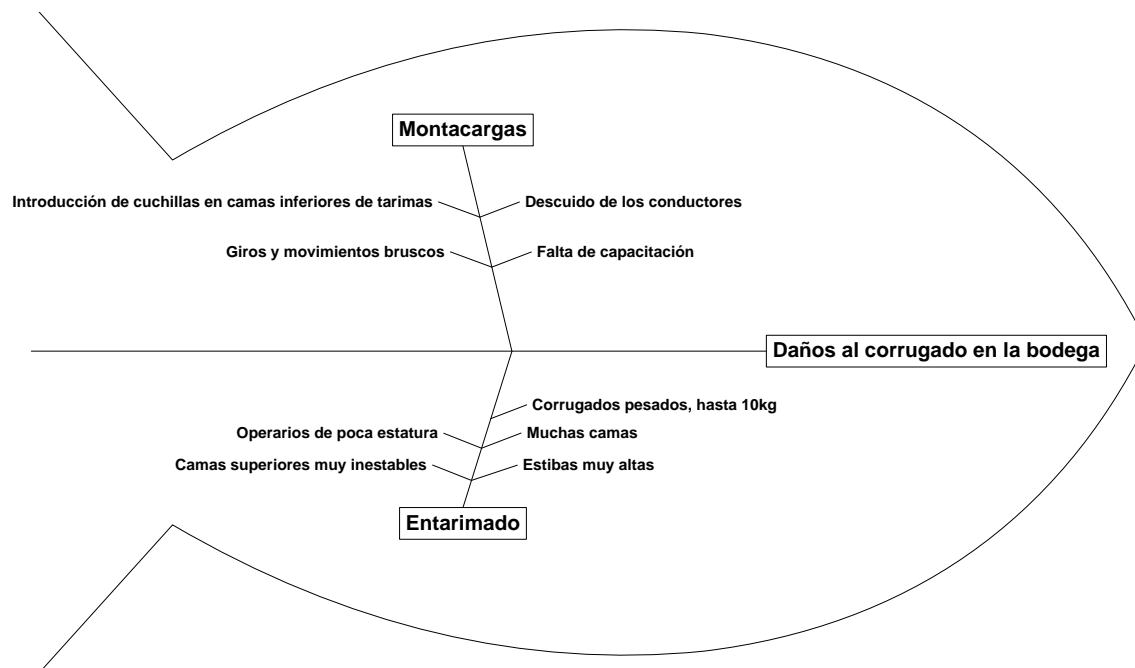 Montacargas
Introducción de cuchillas en camas inferiores de tarimas
Descuido de los conductores
Giros y movimientos bruscos
Falta de capacitación
Daños al corrugado en la bodega
Corrugados pesados, hasta 10kg
Operarios de poca estatura
Muchas camas
Camas superiores muy inestables
Estibas muy altas
Entarimado